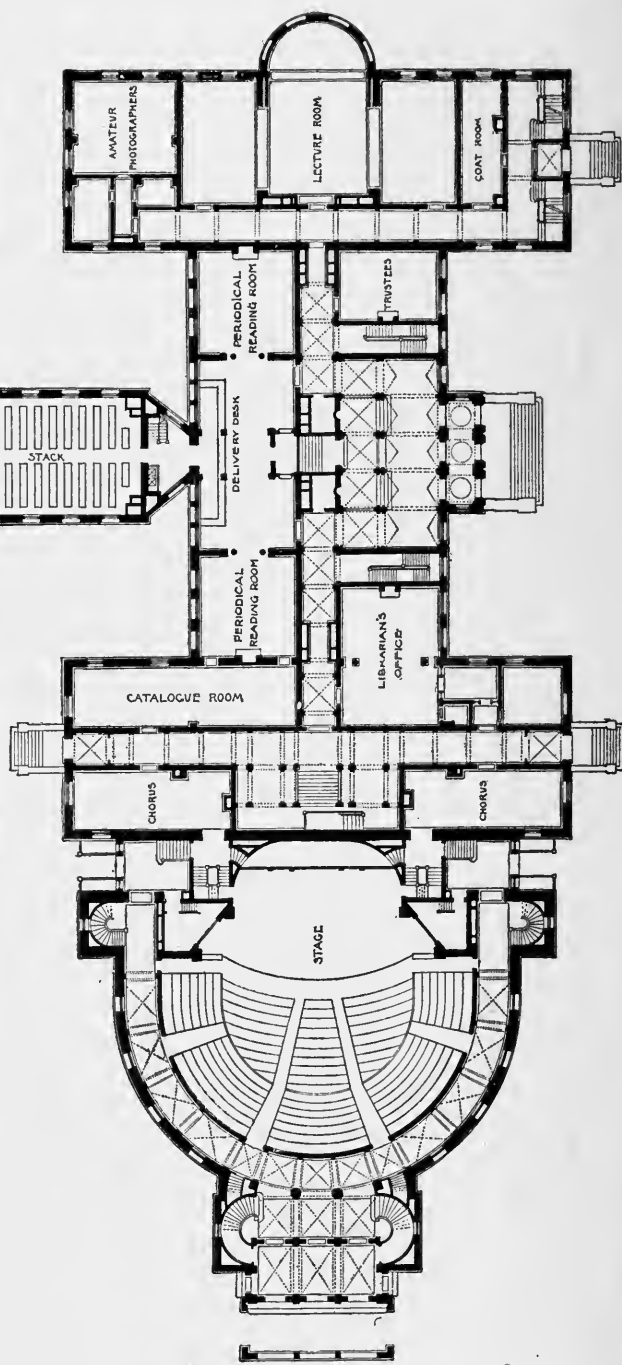 AMATEUR
PHOTOGRAPHERS
LECTURE ROOM
COAT ROOM
PERIODICAL
READING ROOM
TRUSTEES
STACK
DELIVERY DESK
PERIODICAL
READING ROOM
LIBRARIAN'S
OFFICE
CATALOGUE ROOM
CHORUS
CHORUS
STAGE